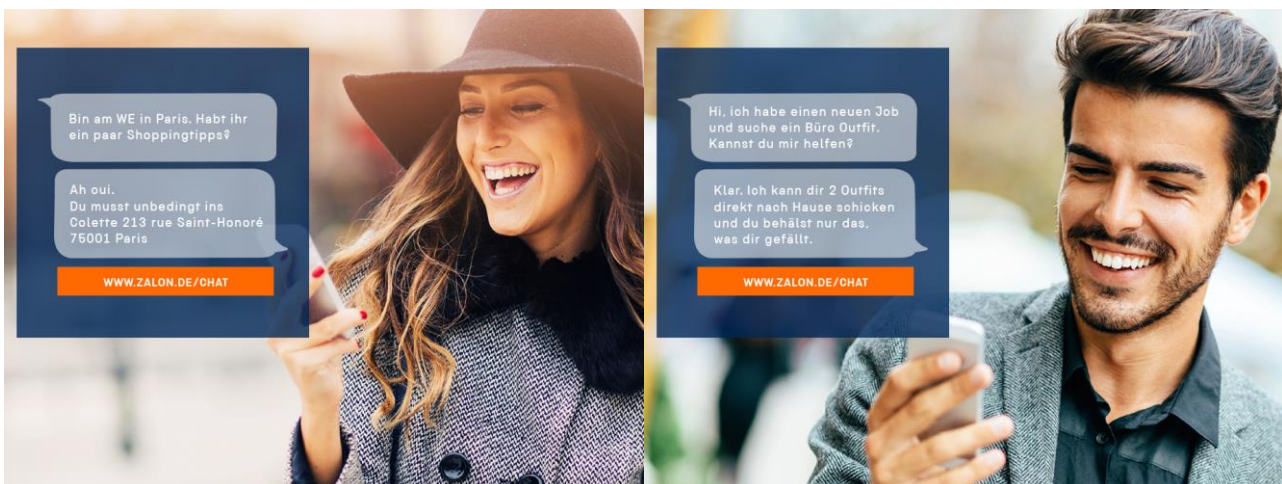 Bin am WE in Paris. Habt ihr
ein paar Shoppingtipps?
Ah oui.
Du musst unbedingt ins
Colette 213 rue Saint-Honoré
75001 Paris
WWW.ZALON.DE/CHAT
Hi, ich habe einen neuen Job
und suche ein Büro Outfit.
Kannst du mir helfen?
Klar. Ich kann dir 2 Outfits
direkt nach Hause schicken
und du behälst nur das,
was dir gefällt.
WWW.ZALON.DE/CHAT